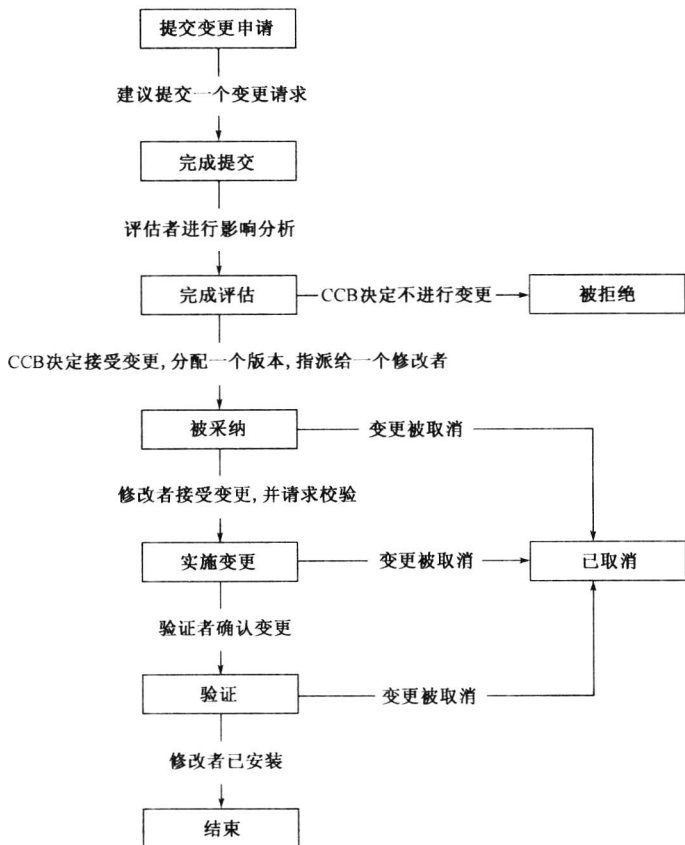 提交变更申请
建议提交一个变更请求
完成提交
评估者进行影响分析
完成评估
CCB决定不进行变更
被拒绝
CCB决定接受变更,分配一个版本,指派给一个修改者
被采纳
变更被取消
修改者接受变更,并请求校验
实施变更
变更被取消
已取消
验证者确认变更
验证
变更被取消
修改者已安装
结束